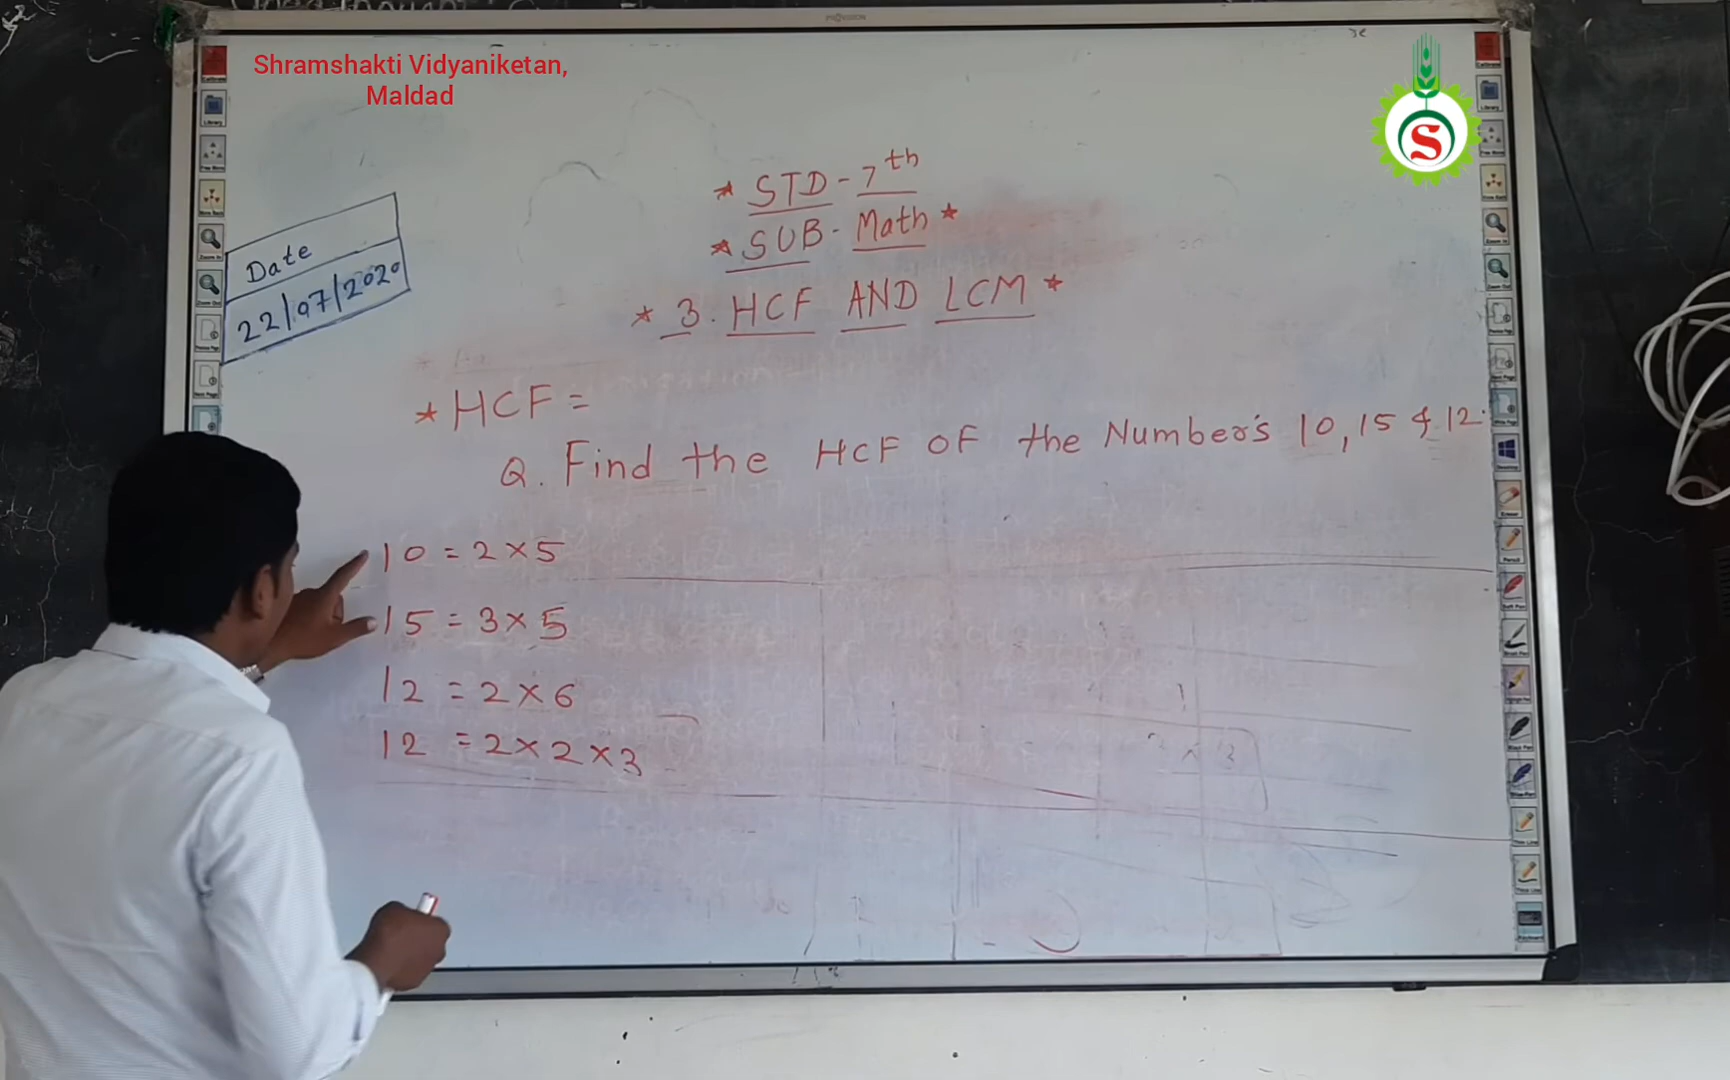 Shramshakti Vidyaniketan,
Maldad
S
* STD - 7th
* SUB - Math *
* 3. HCF AND LCM *
Date
22/07/2020
* HCF =
Q. Find the HCF OF the Number's 10, 15 & 12.
10 = 2 × 5
15 = 3 × 5
12 = 2 × 6
12 = 2 × 2 × 3